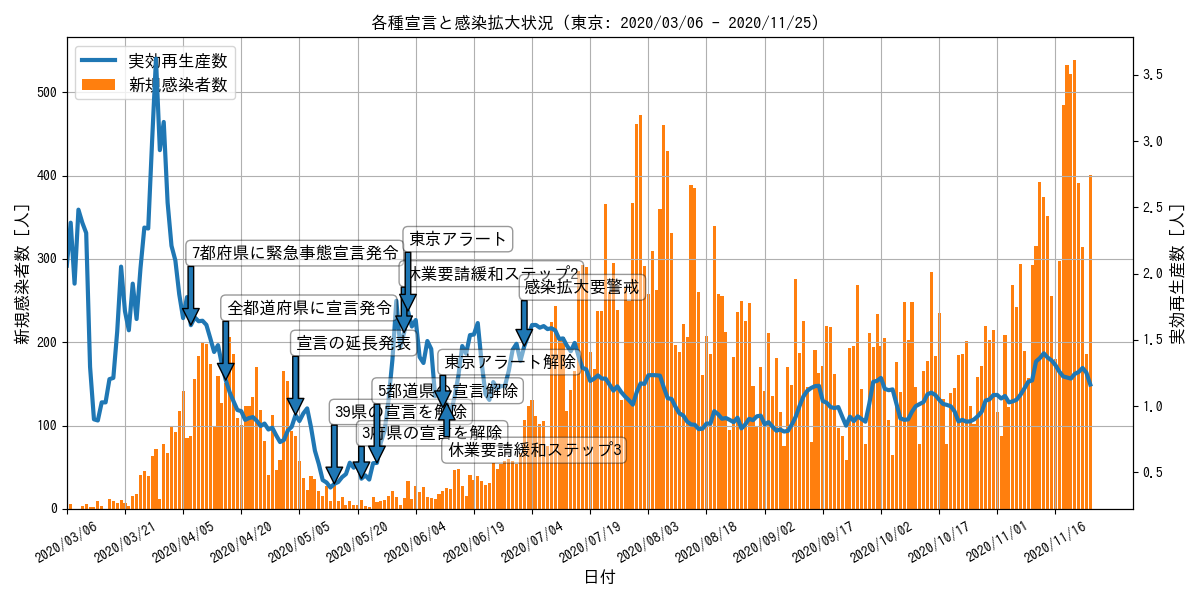 各種宣言と感染拡大状況 (東京: 2020/03/06 - 2020/11/25)
実効再生産数
新規感染者数
7都府県に緊急事態宣言発令
全都道府県に宣言発令
宣言の延長発表
39県の宣言を解除
3府県の宣言を解除
5都道県の宣言解除
東京アラート
休業要請緩和ステップ2
感染拡大要警戒
東京アラート解除
休業要請緩和ステップ3
新規感染者数 [人]
500
400
300
200
100
0
実効再生産数 [人]
3.5
3.0
2.5
2.0
1.5
1.0
0.5
2020/03/06
2020/03/21
2020/04/05
2020/04/20
2020/05/05
2020/05/20
2020/06/04
2020/06/19
2020/07/04
2020/07/19
2020/08/03
2020/08/18
2020/09/02
2020/09/17
2020/10/02
2020/10/17
2020/11/01
2020/11/16
日付